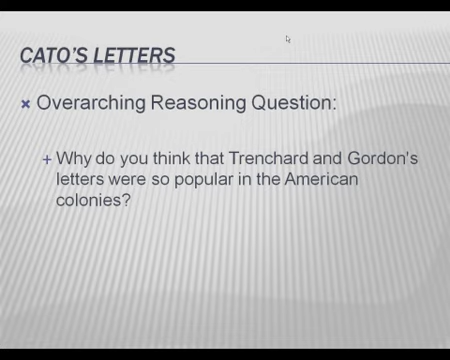 CATO'S LETTERS
Overarching Reasoning Question:
Why do you think that Trenchard and Gordon's
letters were so popular in the American
colonies?